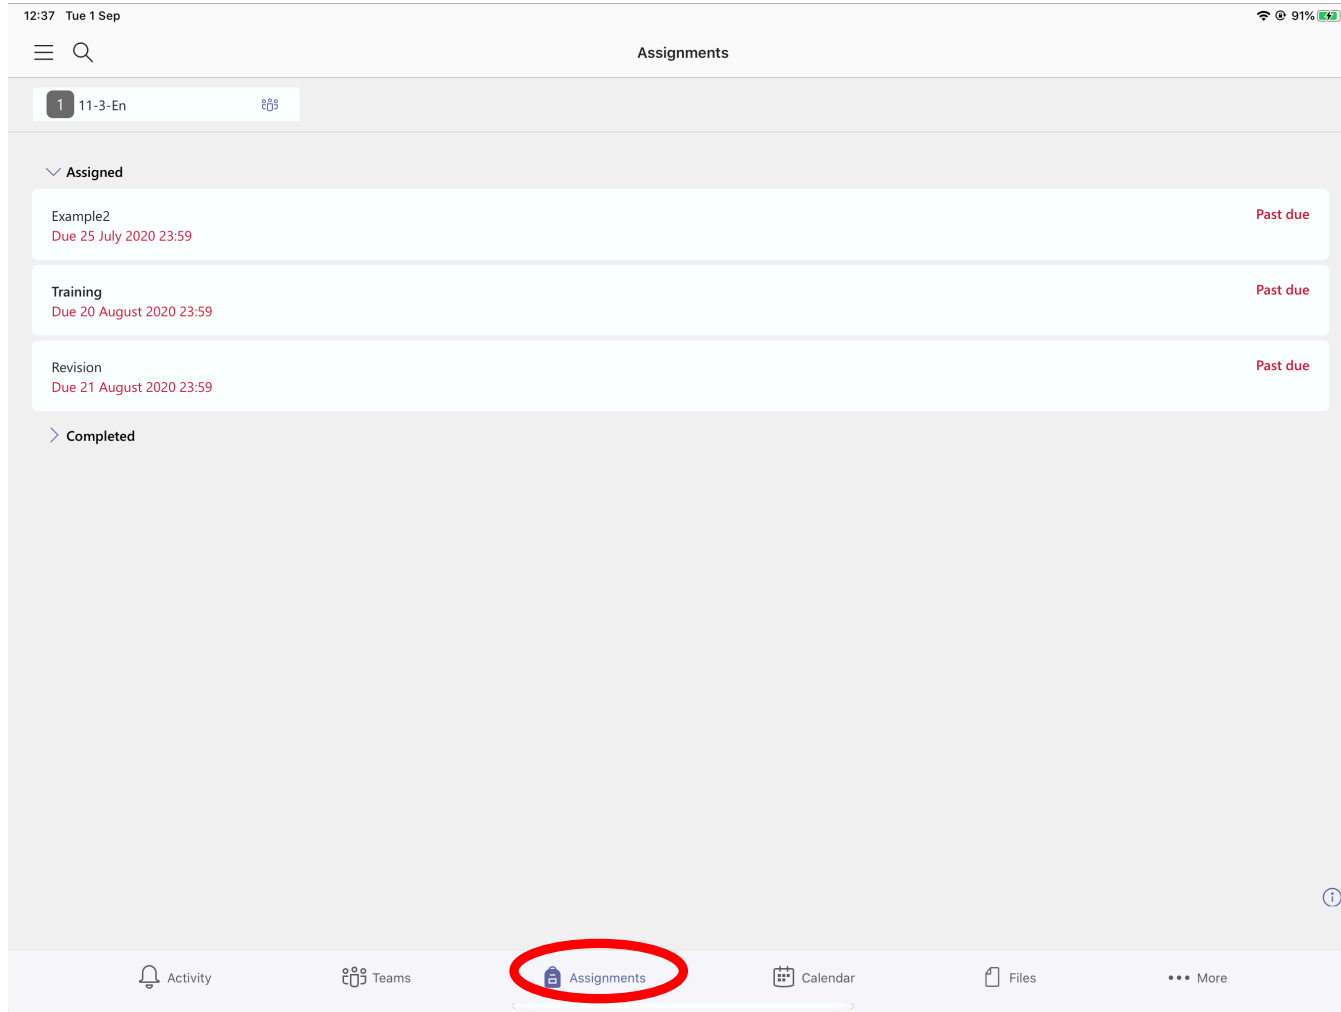 12:37 Tue 1 Sep
91%
Assignments
1 11-3-En
Assigned
Example2
Past due
Due 25 July 2020 23:59
Training
Past due
Due 20 August 2020 23:59
Revision
Past due
Due 21 August 2020 23:59
Completed
Activity
Teams
Assignments
Calendar
Files
More